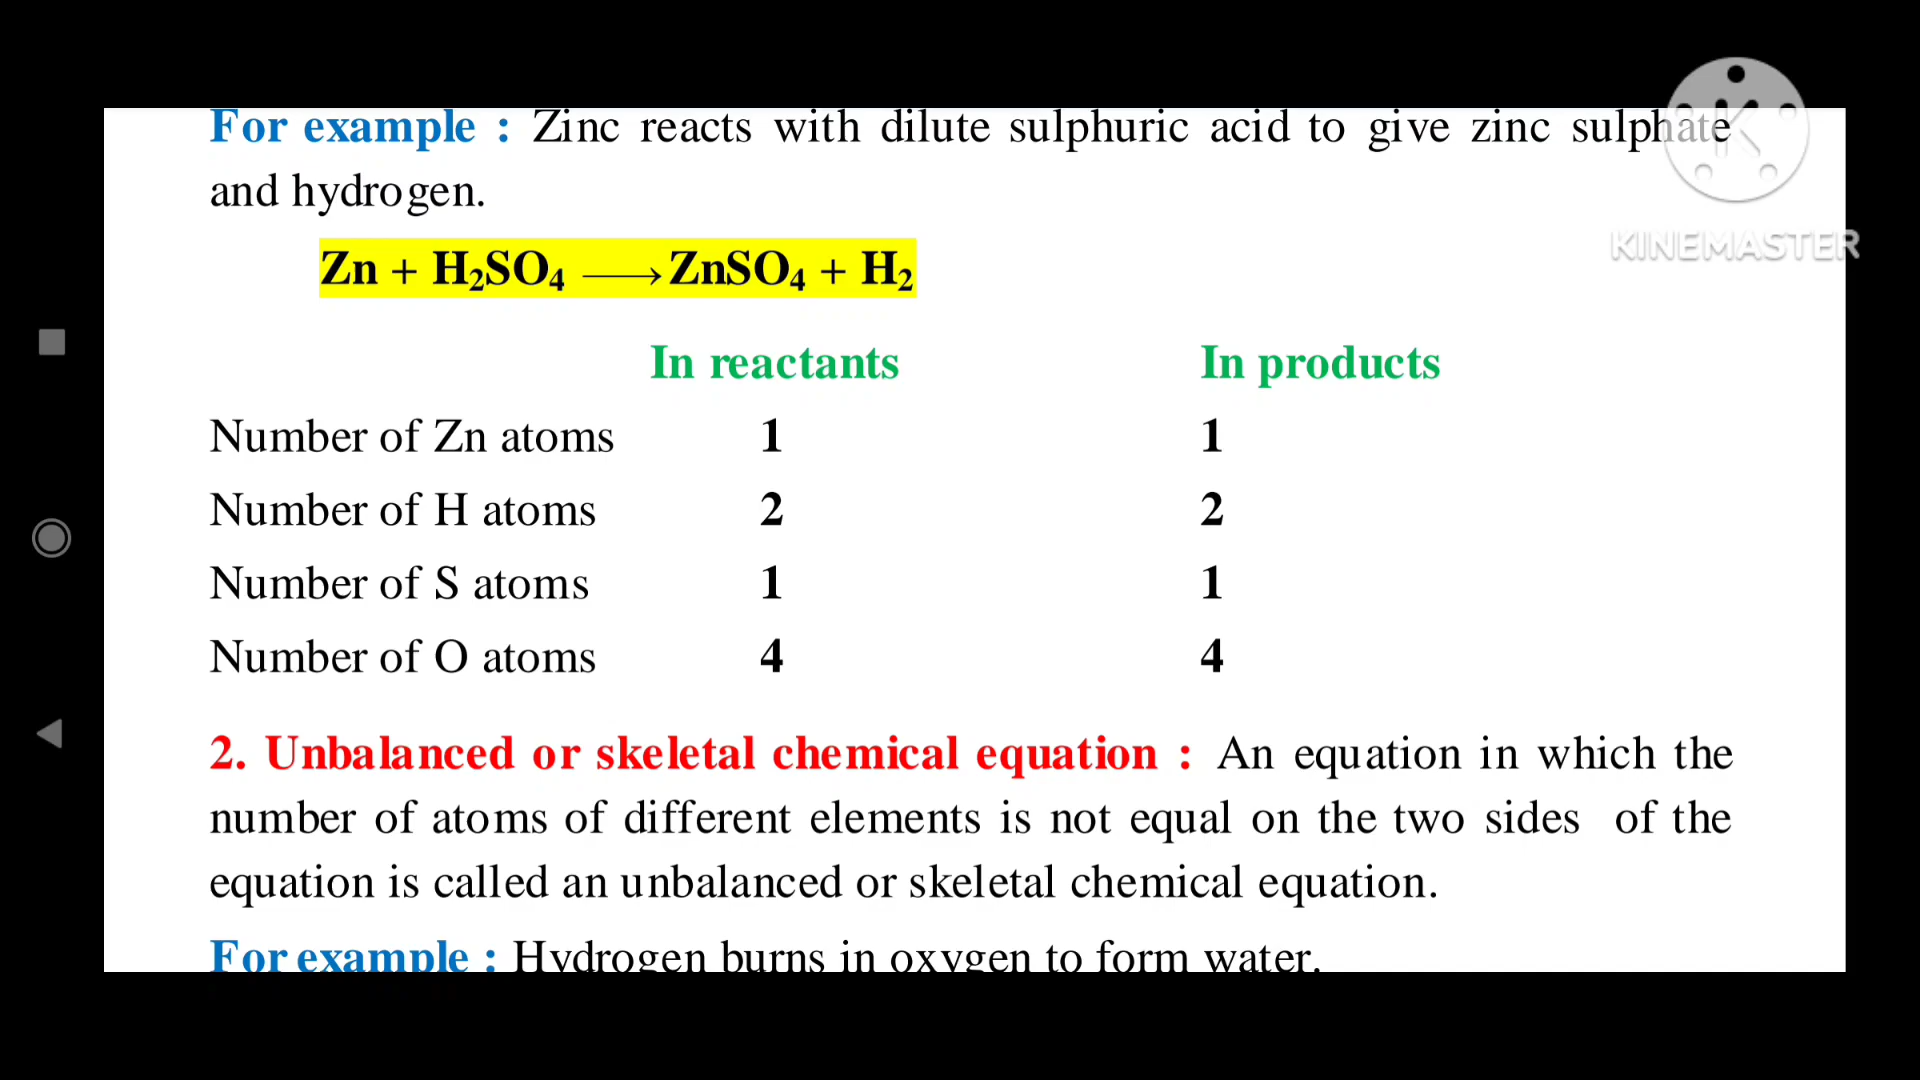 For example : Zinc reacts with dilute sulphuric acid to give zinc sulphate
and hydrogen.
Zn + H₂SO₄ ⟶ ZnSO₄ + H₂
In reactants In products
Number of Zn atoms 1 1
Number of H atoms 2 2
Number of S atoms 1 1
Number of O atoms 4 4
2. Unbalanced or skeletal chemical equation : An equation in which the
number of atoms of different elements is not equal on the two sides of the
equation is called an unbalanced or skeletal chemical equation.
For example : Hydrogen burns in oxygen to form water.
K
KINEMASTER